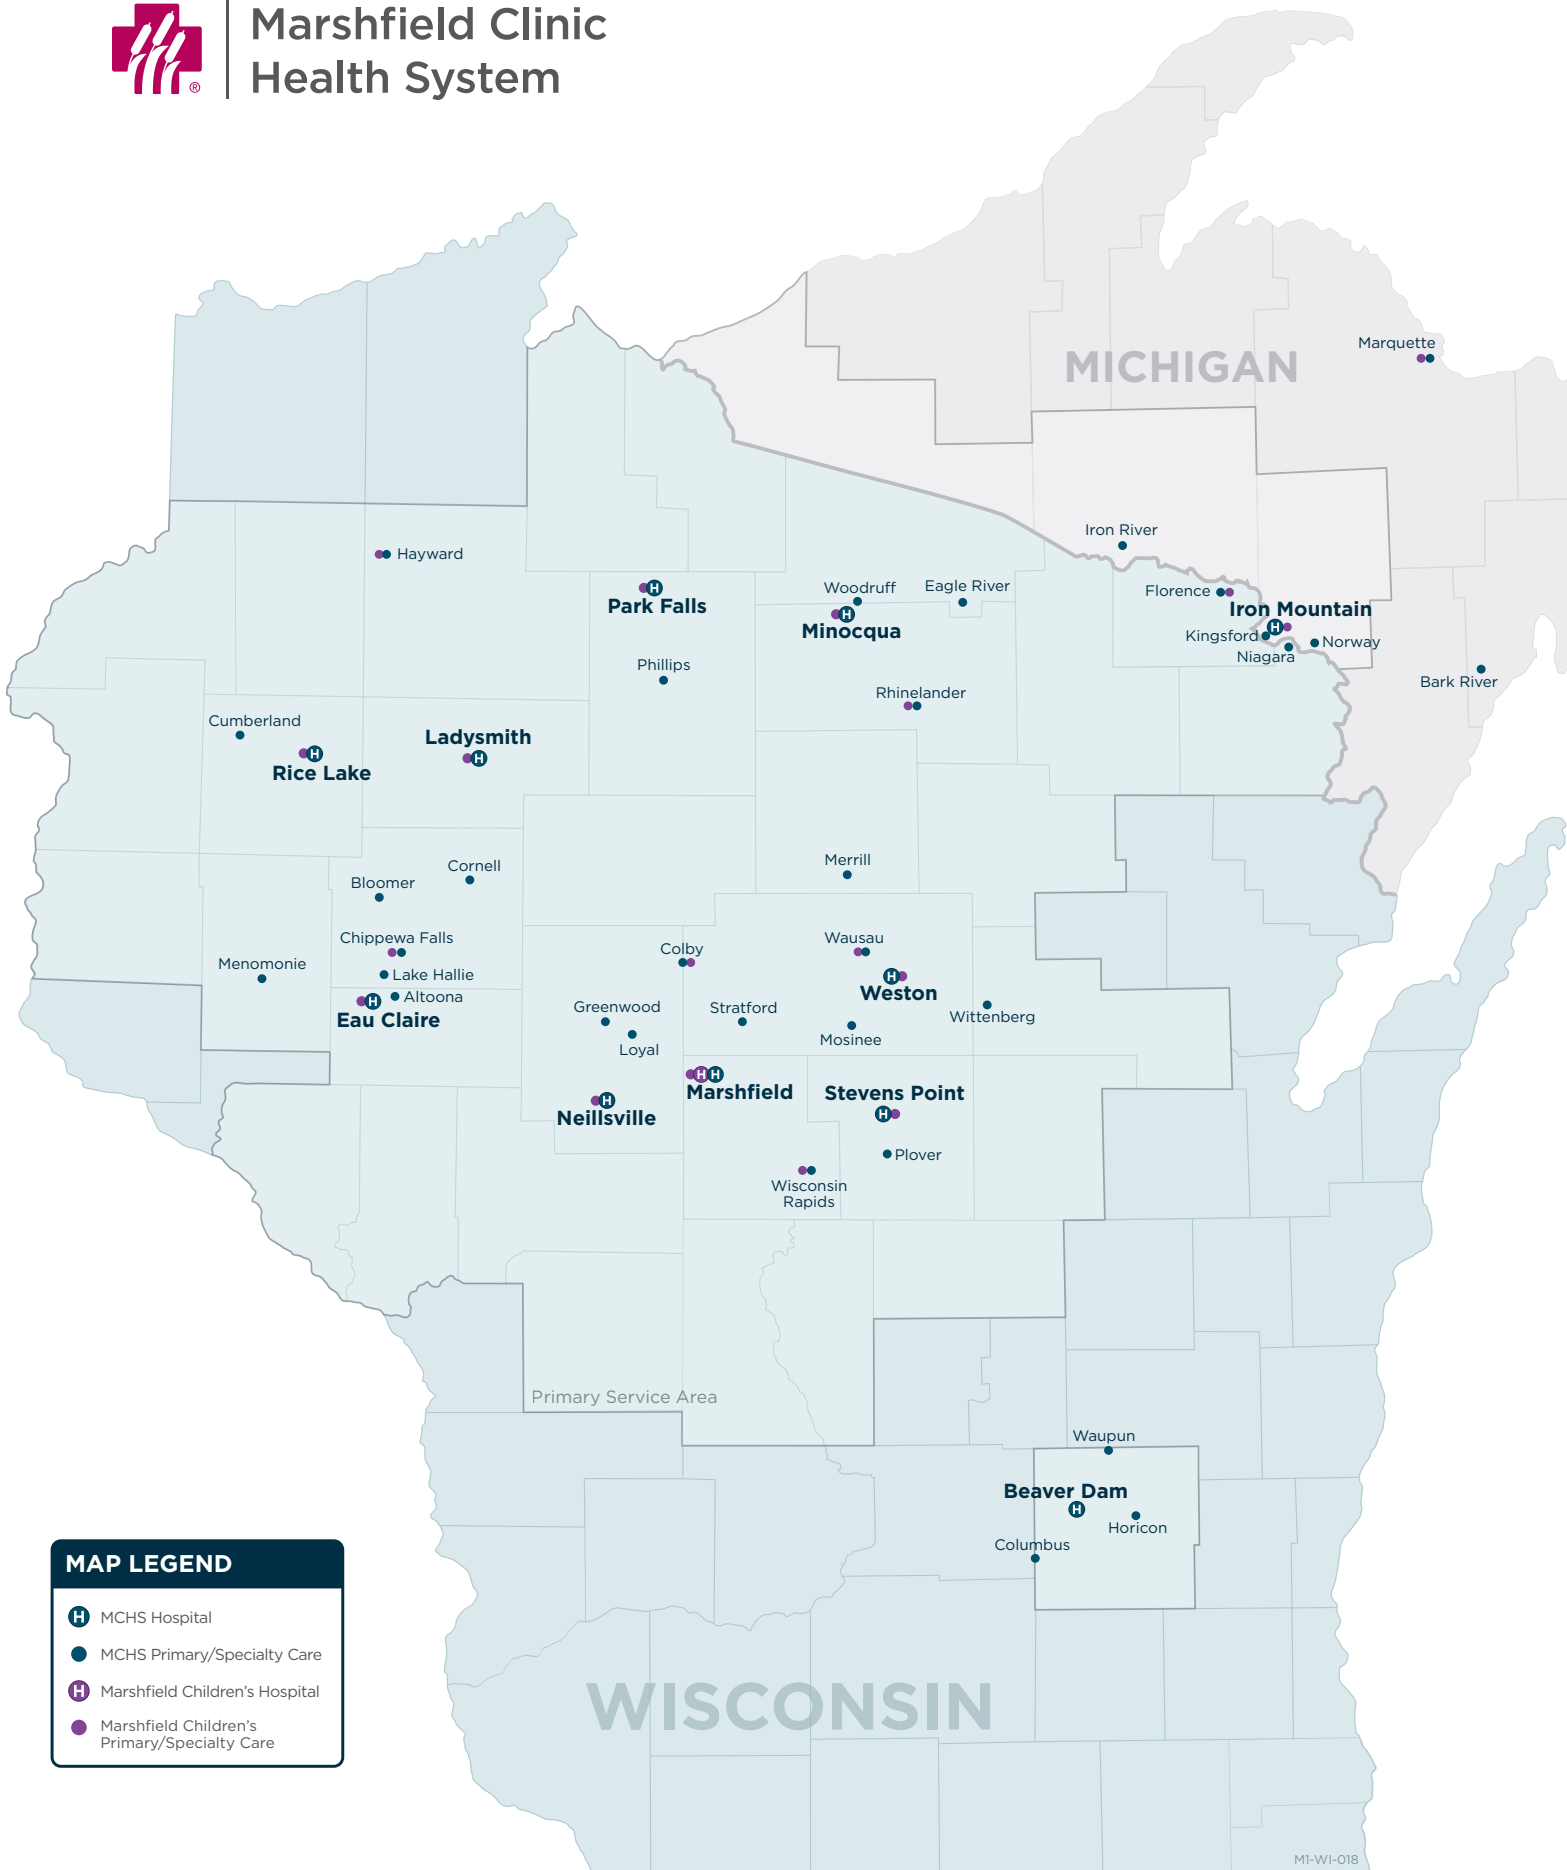 Marshfield Clinic
Health System
®
MICHIGAN
Marquette
Iron River
Hayward
Park Falls
Woodruff
Eagle River
Minocqua
Florence
Iron Mountain
Kingsford
Norway
Niagara
Phillips
Bark River
Rhinelander
Cumberland
Ladysmith
Rice Lake
Merrill
Cornell
Bloomer
Chippewa Falls
Colby
Wausau
Menomonie
Lake Hallie
Weston
Altoona
Eau Claire
Greenwood
Stratford
Wittenberg
Loyal
Mosinee
Marshfield
Stevens Point
Neillsville
Plover
Wisconsin
Rapids
Primary Service Area
Waupun
Beaver Dam
Horicon
Columbus
H
H
H
H
H
H
H
H
H
H
H
H
MAP LEGEND
H MCHS Hospital
MCHS Primary/Specialty Care
H Marshfield Children's Hospital
Marshfield Children's
Primary/Specialty Care
WISCONSIN
M1-WI-018